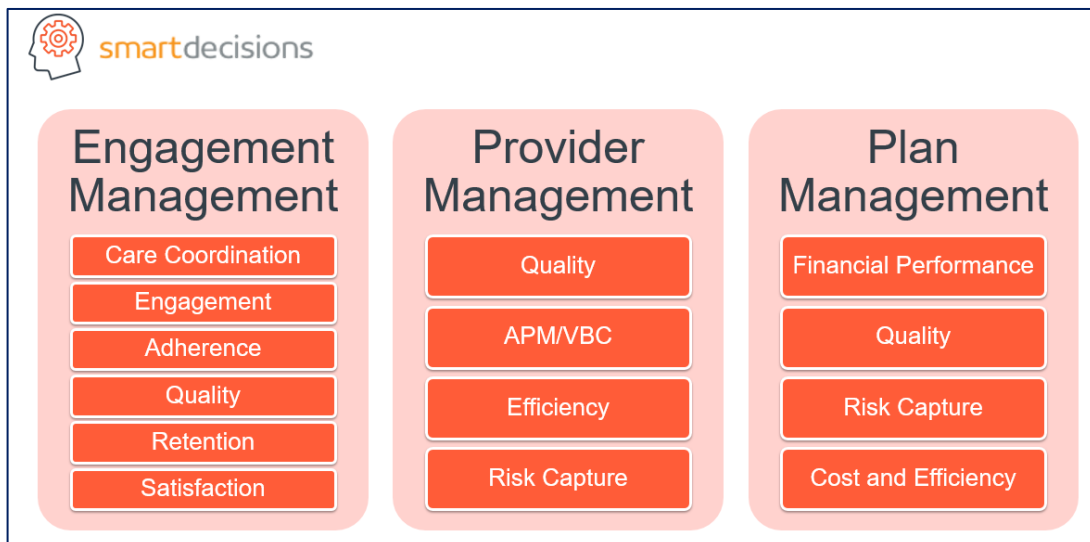 smartdecisions
Engagement
Management
Care Coordination
Engagement
Adherence
Quality
Retention
Satisfaction
Provider
Management
Quality
APM/VBC
Efficiency
Risk Capture
Plan
Management
Financial Performance
Quality
Risk Capture
Cost and Efficiency